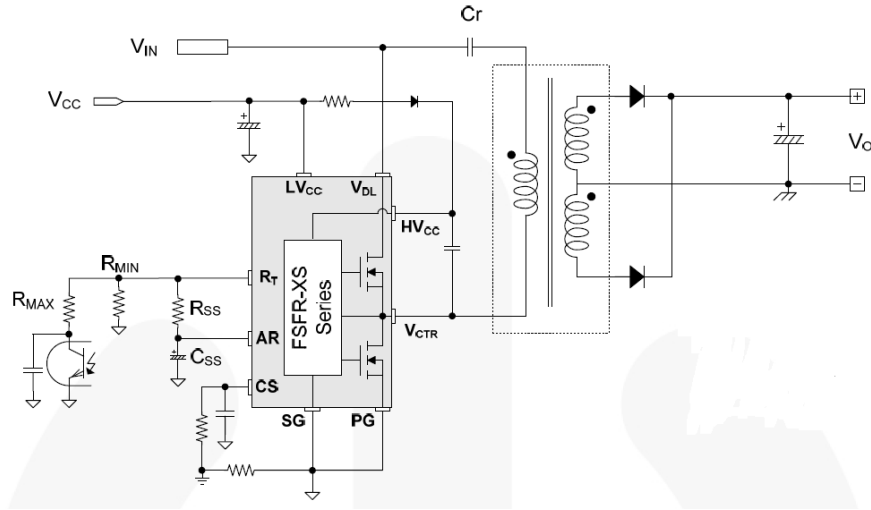 Cr
VIN
VCC
LVCC
VDL
HVCC
RT
RMIN
RMAX
RSS
AR
CSS
CS
FSFR-XS
Series
VCTR
SG
PG
+
VO
-
+
+
+